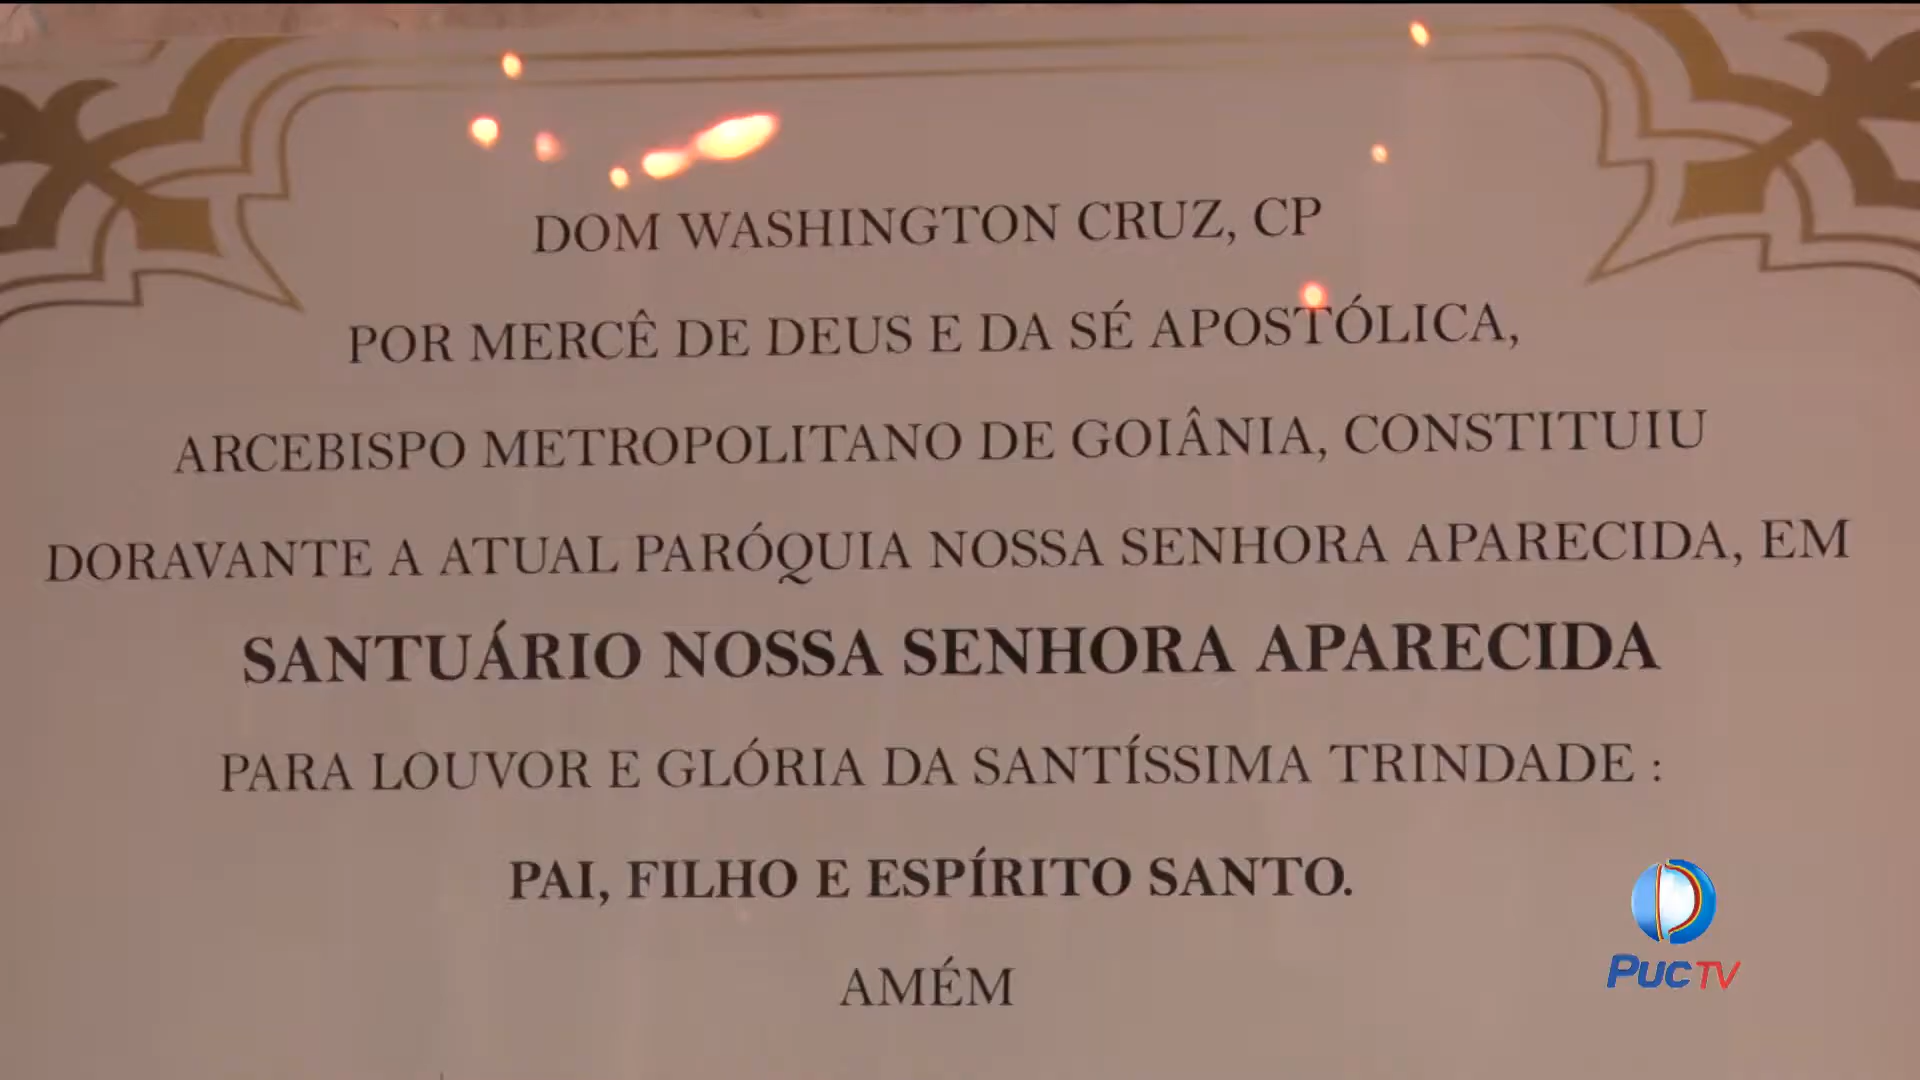 DOM WASHINGTON CRUZ, CP
POR MERCÊ DE DEUS E DA SÉ APOSTÓLICA,
ARCEBISPO METROPOLITANO DE GOIÂNIA, CONSTITUIU
DORAVANTE A ATUAL PARÓQUIA NOSSA SENHORA APARECIDA, EM
SANTUÁRIO NOSSA SENHORA APARECIDA
PARA LOUVOR E GLÓRIA DA SANTÍSSIMA TRINDADE :
PAI, FILHO E ESPÍRITO SANTO.
AMÉM
PUC TV